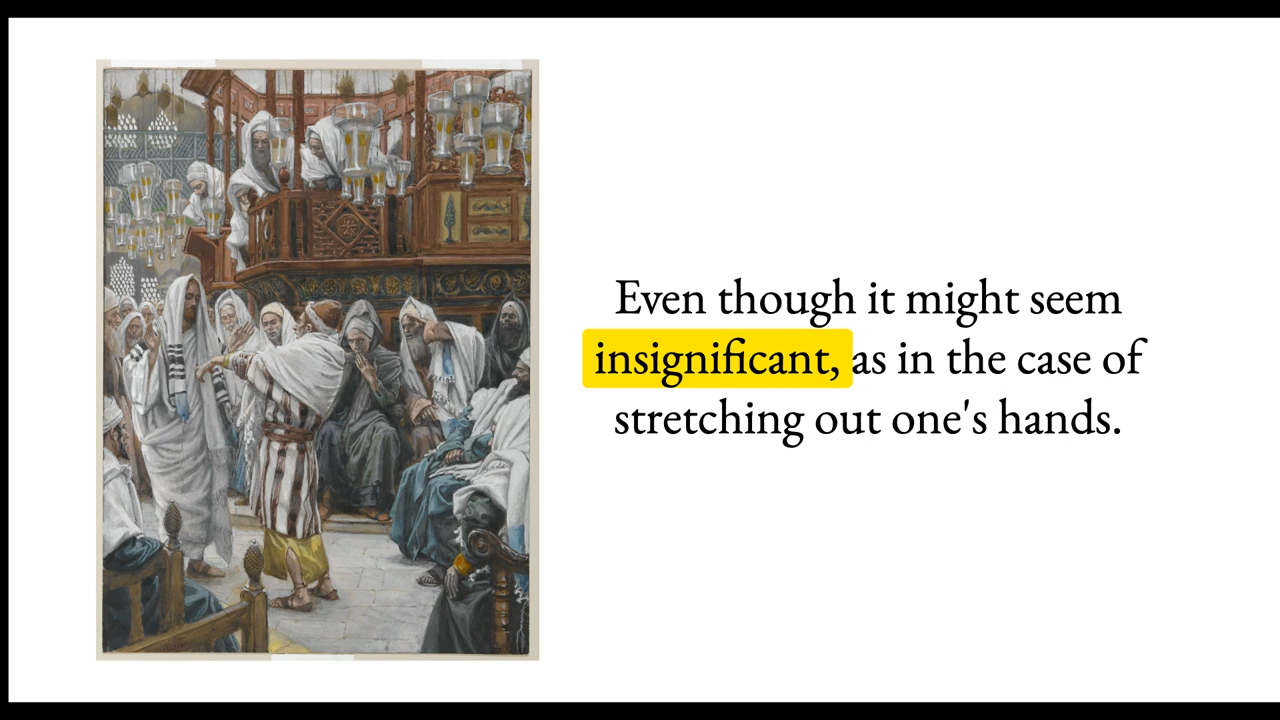 Even though it might seem
insignificant, as in the case of
stretching out one's hands.